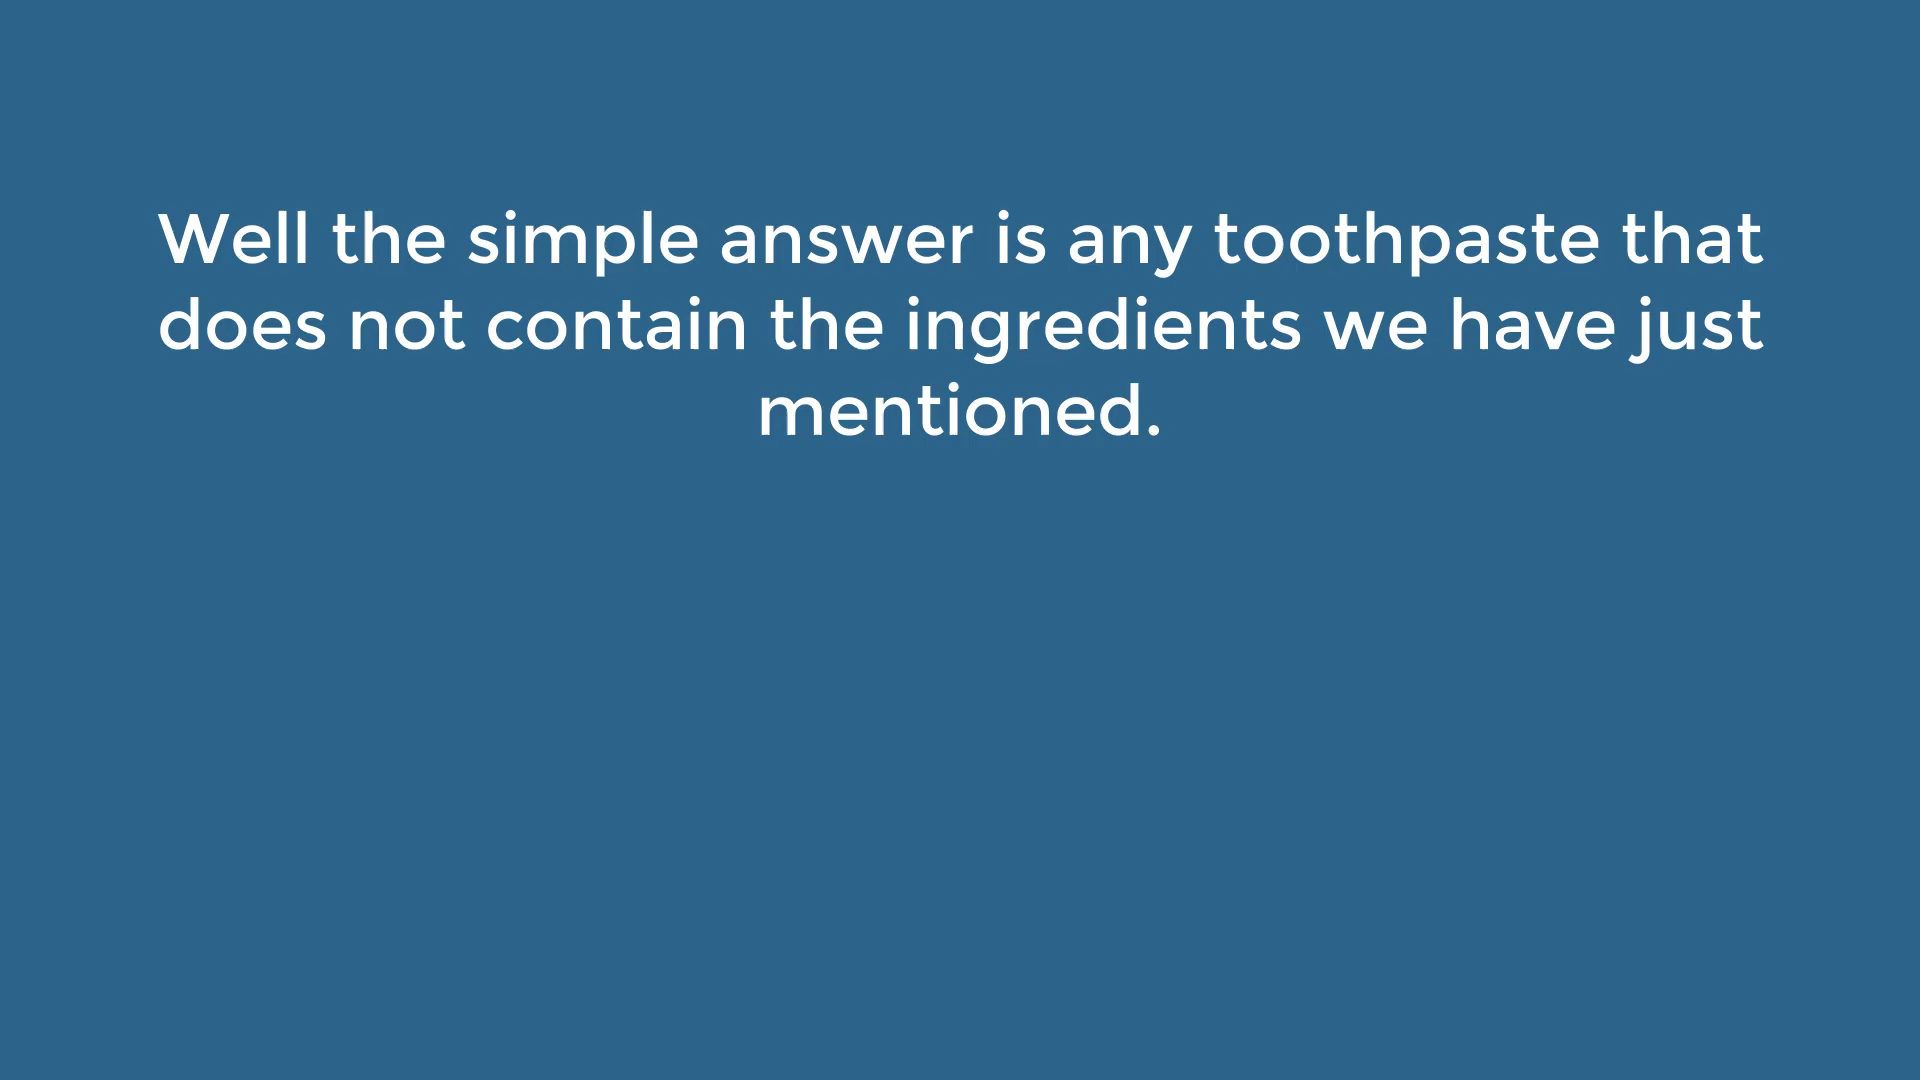 Well the simple answer is any toothpaste that
does not contain the ingredients we have just
mentioned.